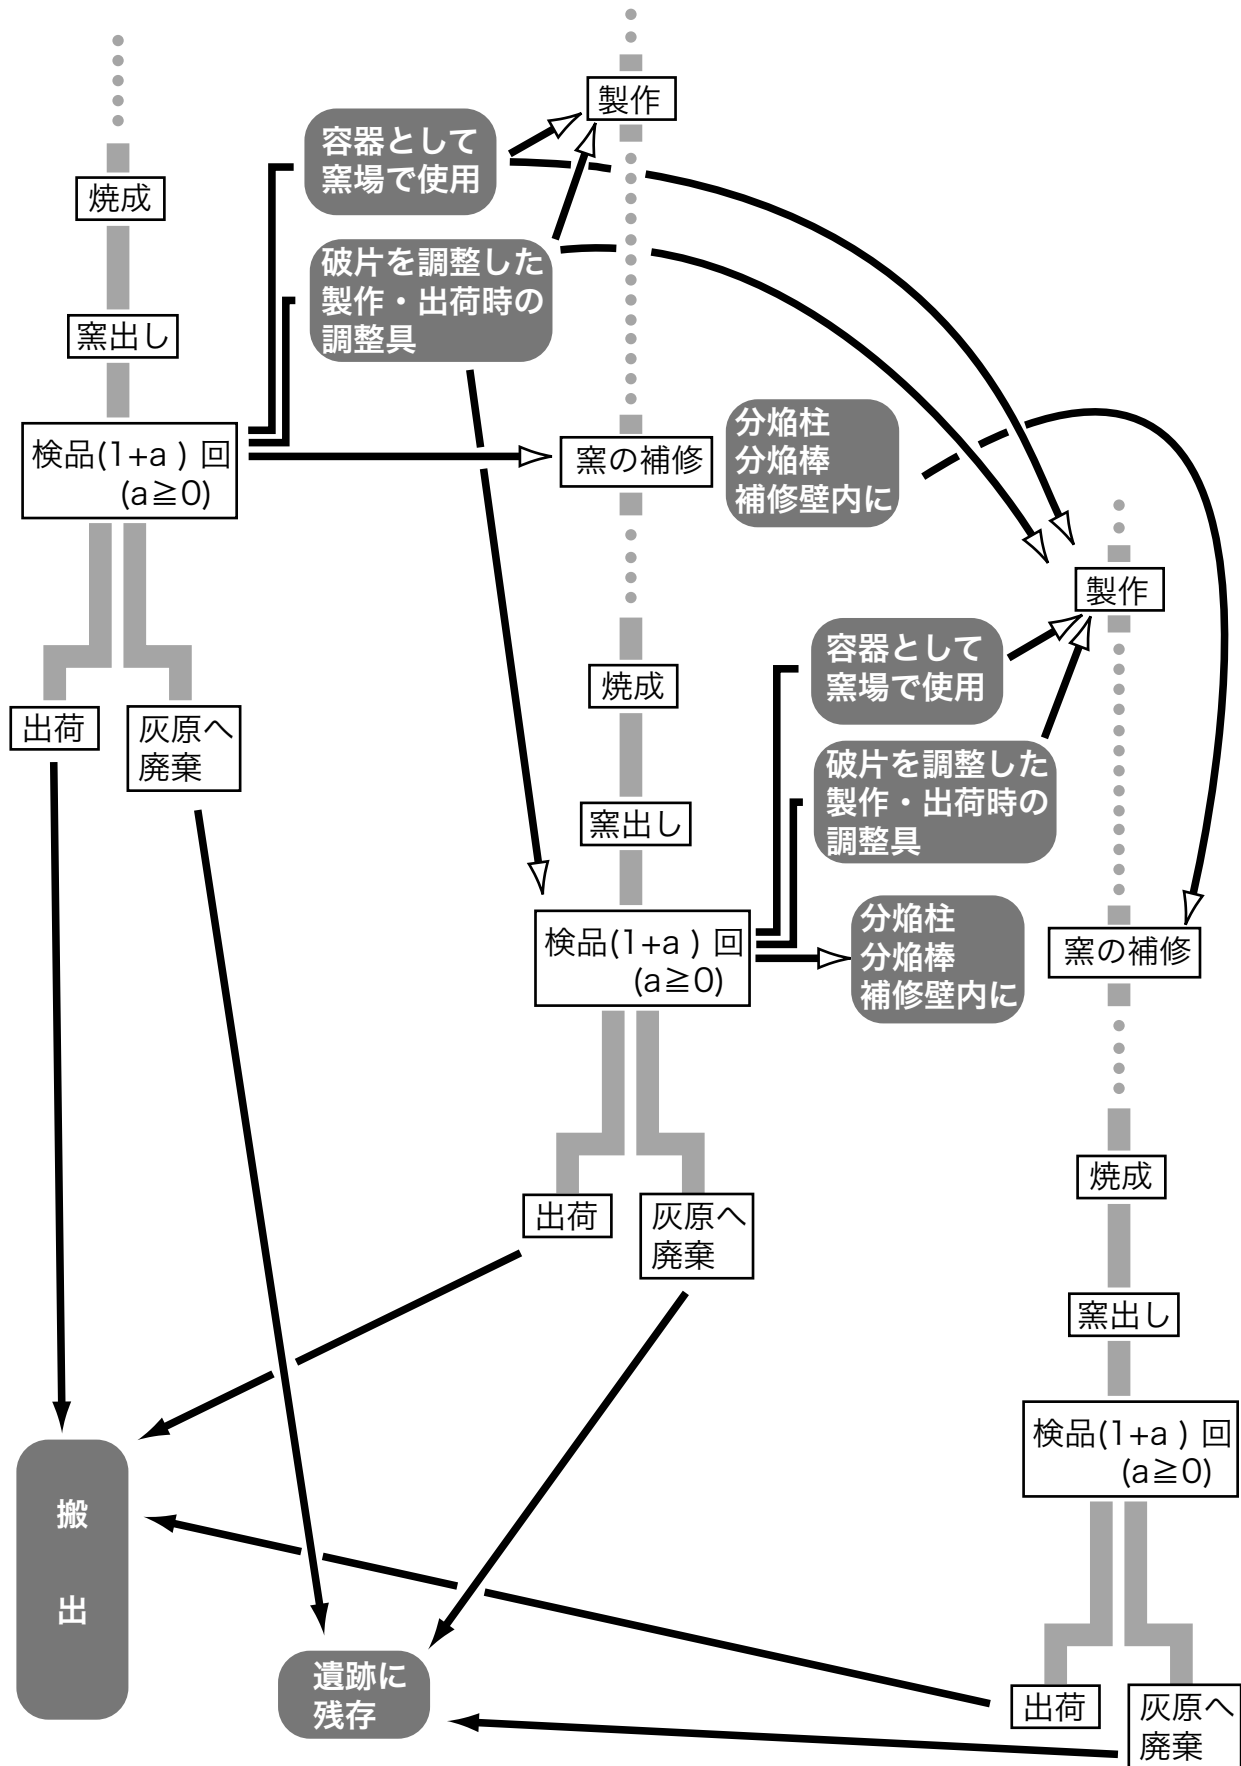 焼成
窯出し
検品(1+a ) 回
(a≧0)
出荷
灰原へ
廃棄
容器として
窯場で使用
破片を調整した
製作・出荷時の
調整具
製作
窯の補修
分焔柱
分焔棒
補修壁内に
焼成
窯出し
検品(1+a ) 回
(a≧0)
出荷
灰原へ
廃棄
容器として
窯場で使用
破片を調整した
製作・出荷時の
調整具
分焔柱
分焔棒
補修壁内に
製作
窯の補修
焼成
窯出し
検品(1+a ) 回
(a≧0)
出荷
灰原へ
廃棄
搬
出
遺跡に
残存